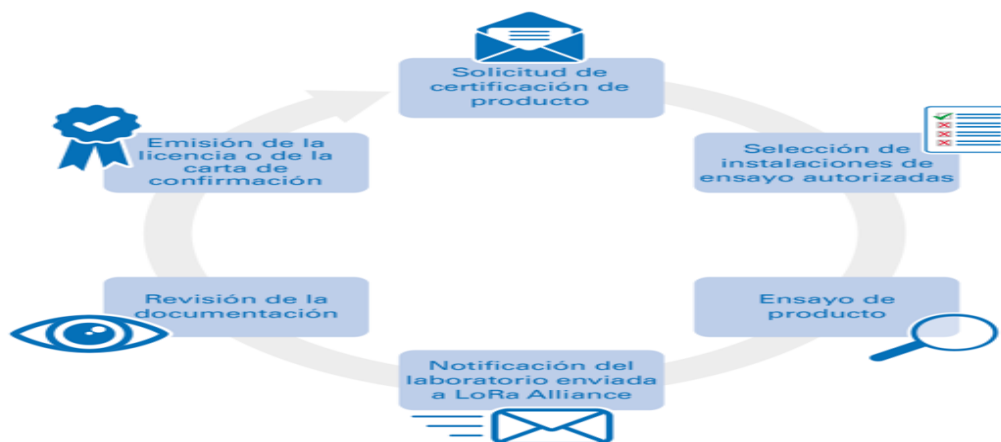 Solicitud de
certificación de
producto
Selección de
instalaciones de
ensayo autorizadas
Ensayo de
producto
Notificación del
laboratorio enviada
a LoRa Alliance
Revisión de la
documentación
Emisión de la
licencia o de la
carta de
confirmación